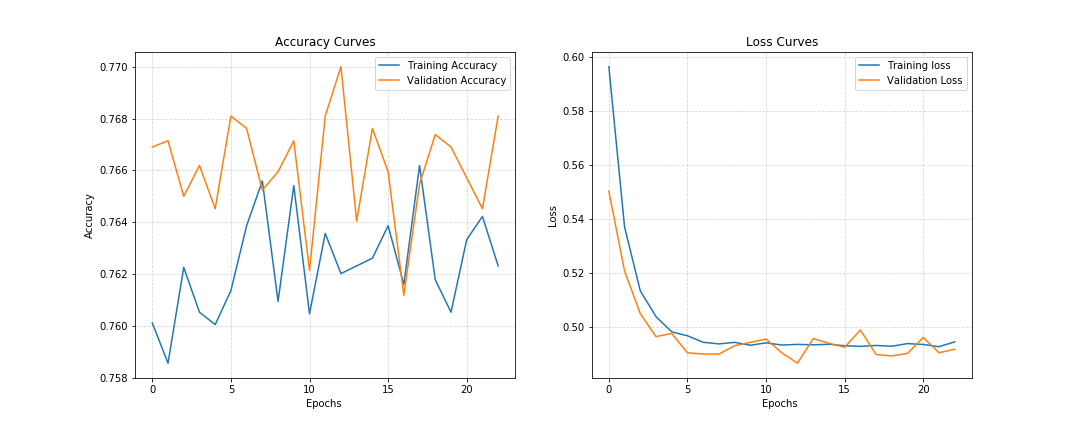 Accuracy Curves
Training Accuracy
Validation Accuracy
0.770
0.768
0.766
0.764
0.762
0.760
0.758
Accuracy
0 5 10 15 20
Epochs
Loss Curves
Training loss
Validation Loss
0.60
0.58
0.56
0.54
0.52
0.50
Loss
0 5 10 15 20
Epochs